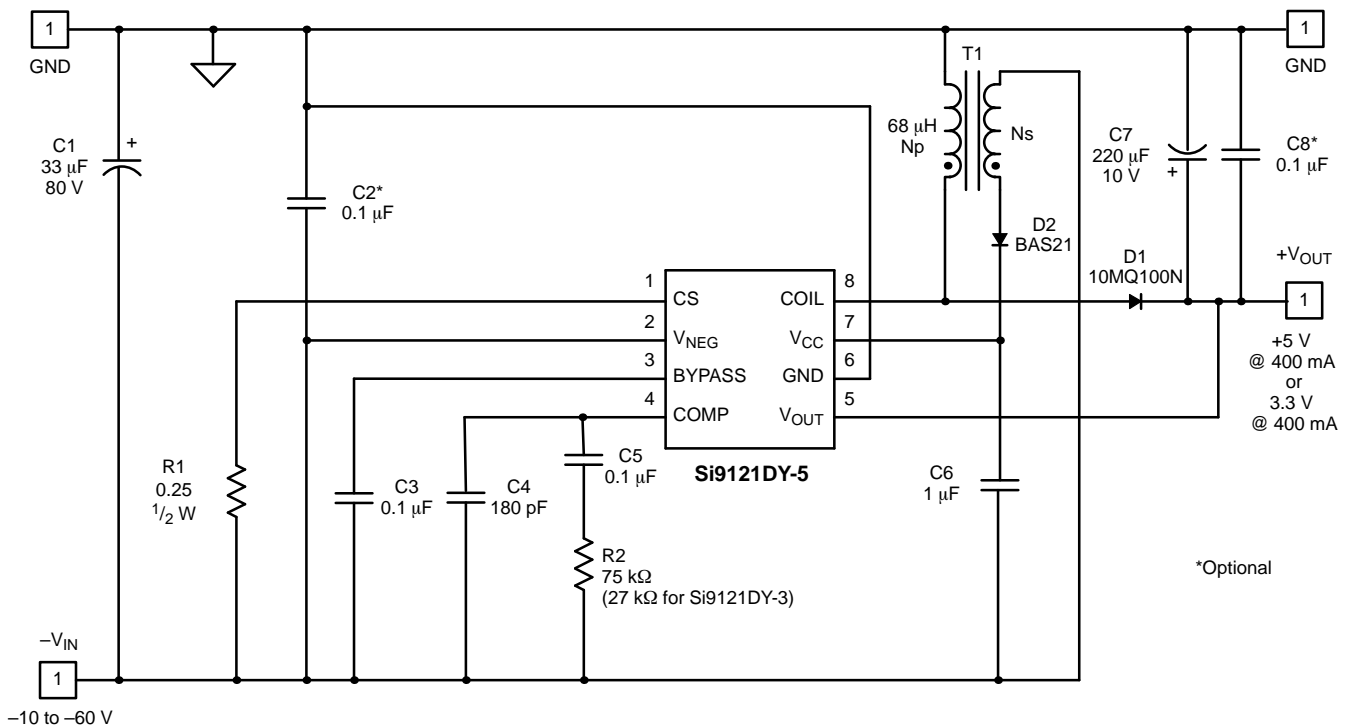 1
GND
1
GND
T1
C1
33 μF
80 V
+
68 μH
Np
Ns
C7
220 μF
10 V
+
C8*
0.1 μF
C2*
0.1 μF
D2
BAS21
D1
10MQ100N
+VOUT
1
+5 V
@ 400 mA
or
3.3 V
@ 400 mA
1
CS
COIL
8
2
VNEG
VCC
7
3
BYPASS
GND
6
4
COMP
VOUT
5
Si9121DY-5
R1
0.25
1/2 W
C3
0.1 μF
C4
180 pF
C5
0.1 μF
C6
1 μF
R2
75 kΩ
(27 kΩ for Si9121DY-3)
*Optional
–VIN
1
–10 to –60 V